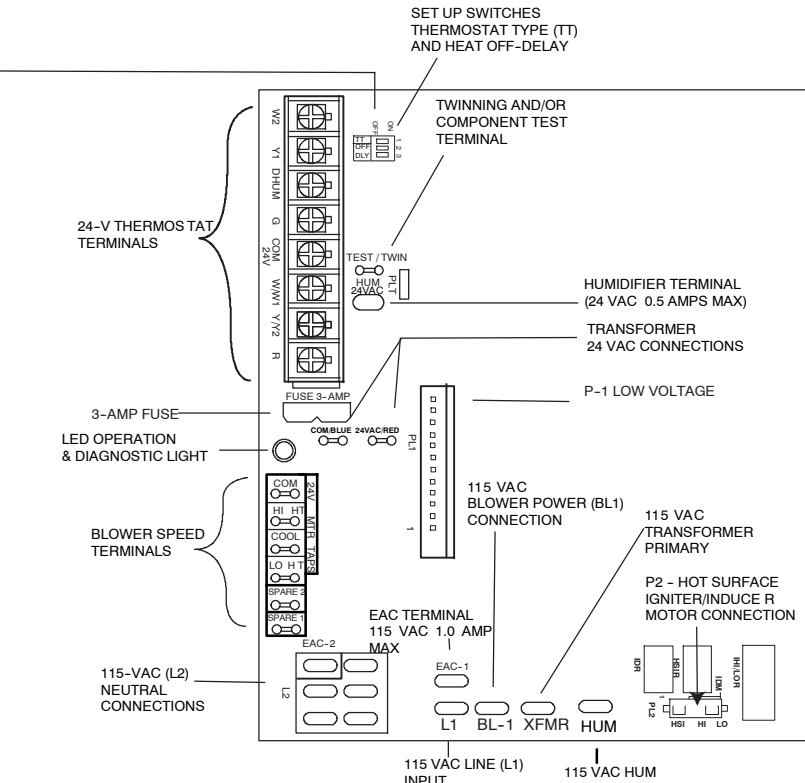 SET UP SWITCHES
THERMOSTAT TYPE (TT)
AND HEAT OFF-DELAY
TWINNING AND/OR
COMPONENT TEST
TERMINAL
ON
OFF
TT
OFF
DLY
1
2
3
W2
Y1
DHUM
G
COM
24V
W/W1
Y/Y2
R
24-V THERMOS TAT
TERMINALS
TEST / TWIN
HUM
24VAC
PLT
HUMIDIFIER TERMINAL
(24 VAC 0.5 AMPS MAX)
TRANSFORMER
24 VAC CONNECTIONS
FUSE 3-AMP
P-1 LOW VOLTAGE
3-AMP FUSE
COM/BLUE 24VAC/RED
LED OPERATION
& DIAGNOSTIC LIGHT
PL1
1
COM
24V
HI HT
MTR TAPS
COOL
LO H T
SPARE 2
SPARE 1
BLOWER SPEED
TERMINALS
115 VAC
BLOWER POWER (BL1)
CONNECTION
115 VAC
TRANSFORMER
PRIMARY
P2 - HOT SURFACE
IGNITER/INDUCE R
MOTOR CONNECTION
EAC TERMINAL
115 VAC 1.0 AMP
MAX
EAC-2
EAC-1
L2
115-VAC (L2)
NEUTRAL
CONNECTIONS
IDR
HSIR
IDM
IHI/LOR
1
PL2
HSI HI LO
L1 BL-1 XFMR HUM
115 VAC LINE (L1)
INPUT
115 VAC HUM